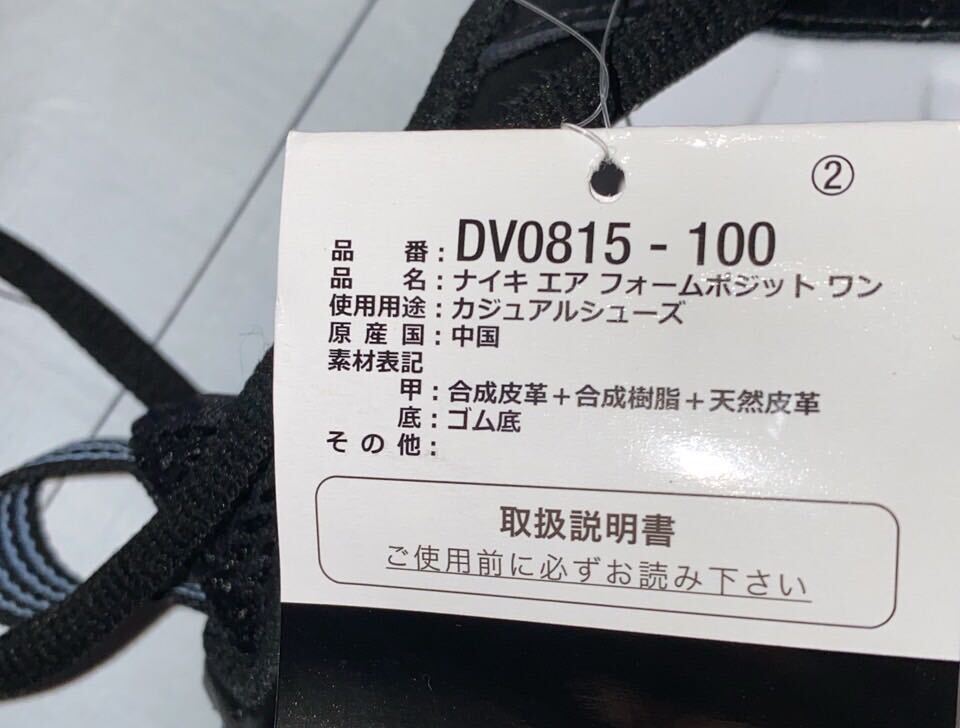 ②
品 番 : DV0815 - 100
品 名 : ナイキ エア フォームポジット ワン
使用用途 : カジュアルシューズ
原 産 国 : 中国
素材表記
甲 : 合成皮革＋合成樹脂＋天然皮革
底 : ゴム底
そ の 他 :
取扱説明書
ご使用前に必ずお読み下さい